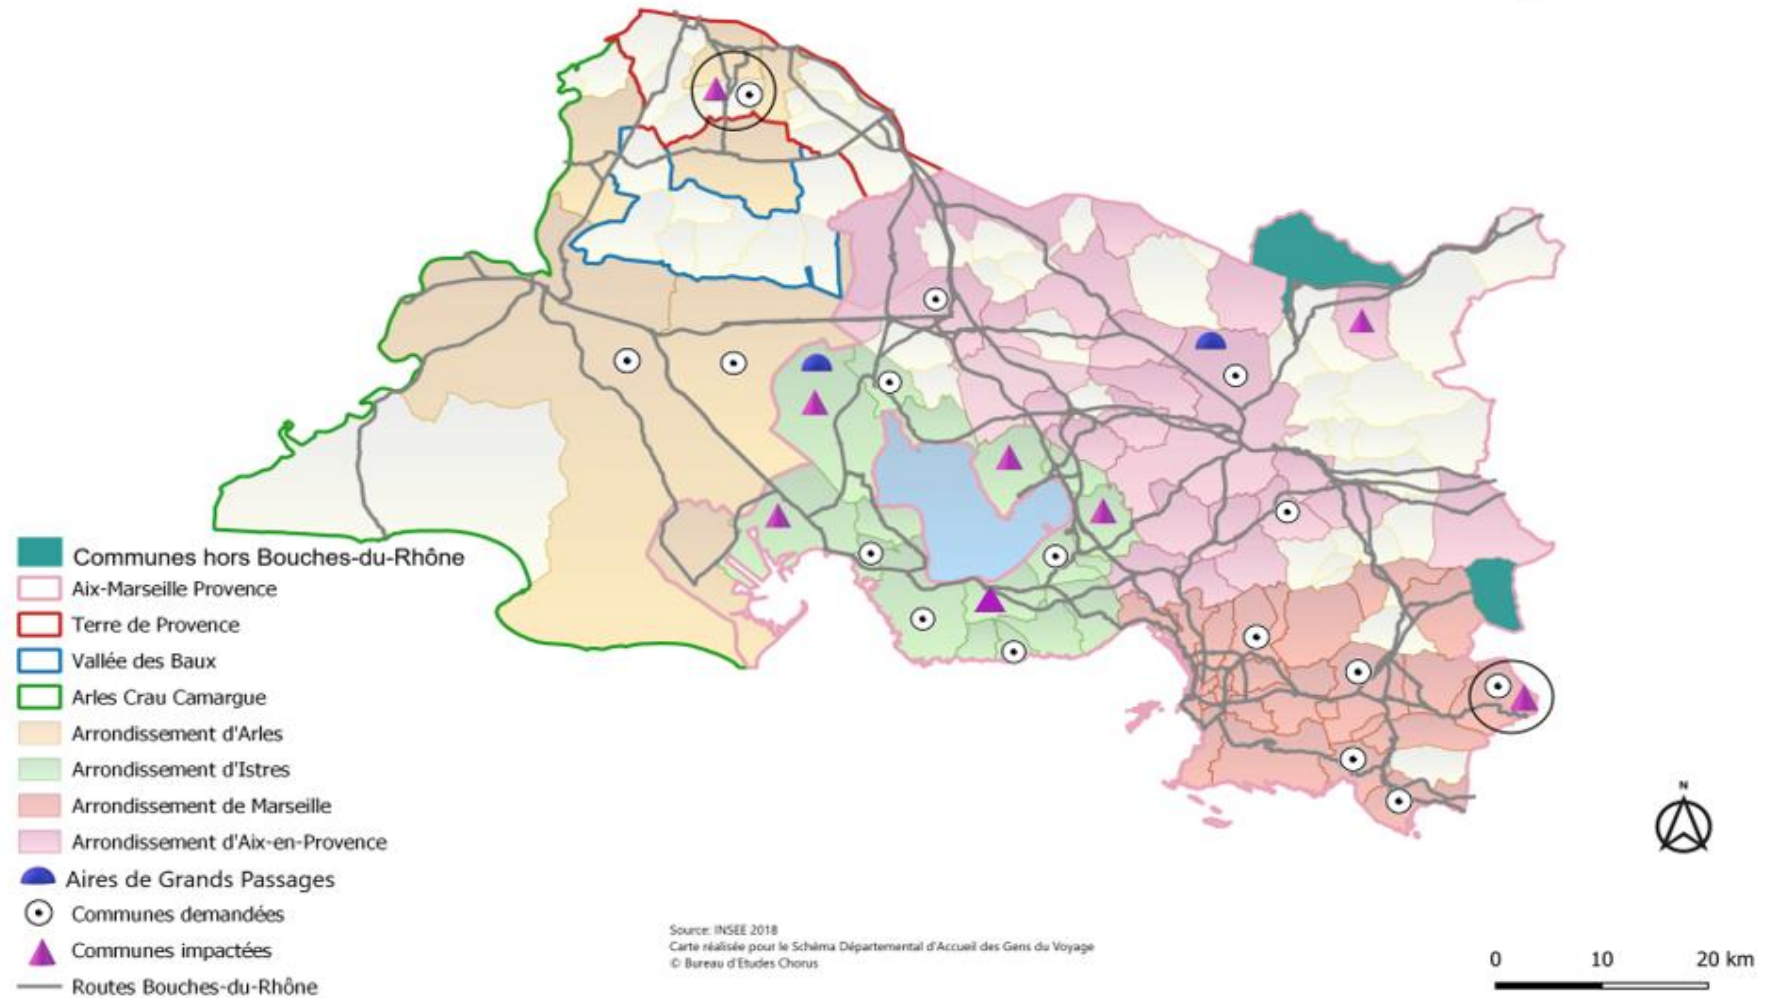 Communes hors Bouches-du-Rhône
Aix-Marseille Provence
Terre de Provence
Vallée des Baux
Arles Crau Camargue
Arrondissement d'Arles
Arrondissement d'Istres
Arrondissement de Marseille
Arrondissement d'Aix-en-Provence
Aires de Grands Passages
Communes demandées
Communes impactées
Routes Bouches-du-Rhône
Source: INSEE 2018
Carte réalisée pour le Schéma Départemental d'Accueil des Gens du Voyage
© Bureau d'Etudes Chorus
N
0 10 20 km